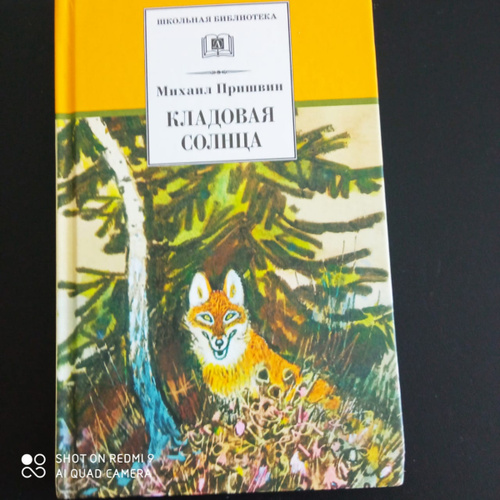 ШКОЛЬНАЯ БИБЛИОТЕКА
Михаил Пришвин
КЛАДОВАЯ
СОЛНЦА
SHOT ON REDMI 9
AI QUAD CAMERA